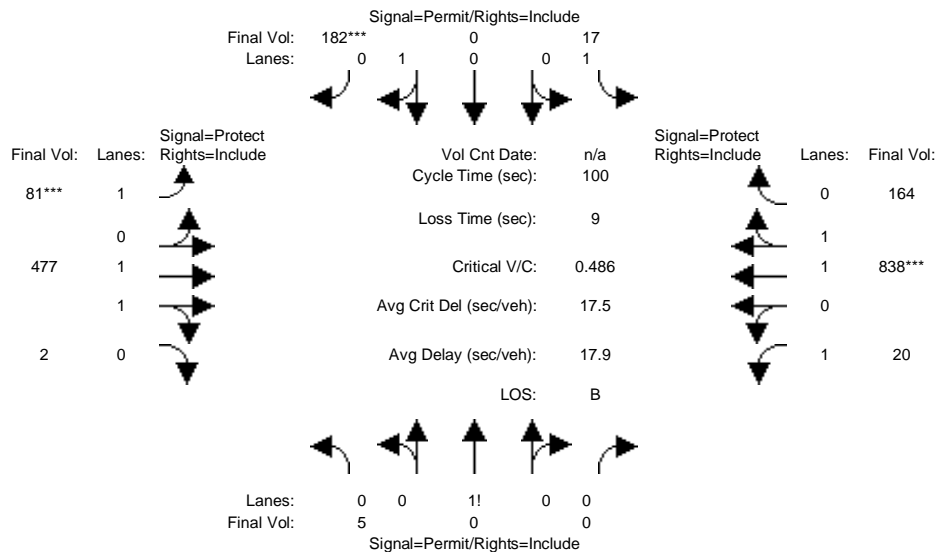 Signal=Permit/Rights=Include
Final Vol: 182*** 0 17
Lanes: 0 1 0 0 1
Signal=Protect
Final Vol: Lanes: Rights=Include
Vol Cnt Date: n/a
Signal=Protect
Rights=Include Lanes: Final Vol:
Cycle Time (sec): 100
81*** 1
0 164
Loss Time (sec): 9
0
1
477 1
Critical V/C: 0.486
1 838***
1
Avg Crit Del (sec/veh): 17.5
0
2 0
Avg Delay (sec/veh): 17.9
1 20
LOS: B
Lanes: 0 0 1! 0 0
Final Vol: 5 0 0
Signal=Permit/Rights=Include